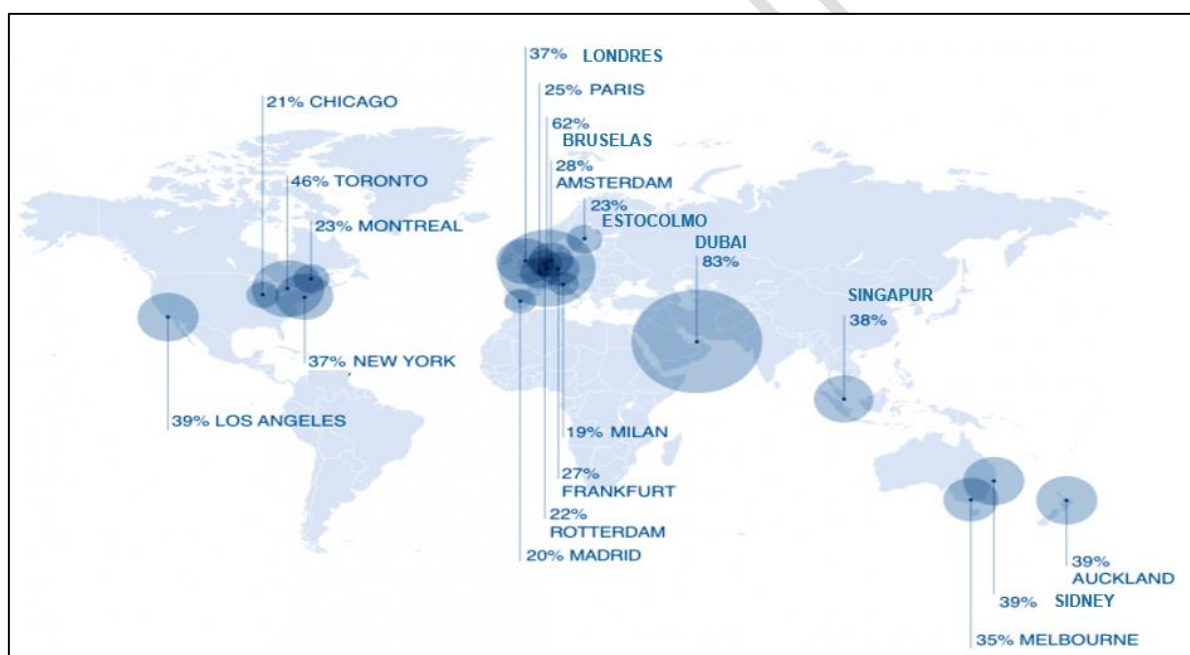 37% LONDRES
25% PARIS
21% CHICAGO
62%
BRUSELAS
28%
AMSTERDAM
46% TORONTO
23%
ESTOCOLMO
23% MONTREAL
DUBAI
83%
SINGAPUR
38%
37% NEW YORK
39% LOS ANGELES
19% MILAN
27%
FRANKFURT
22%
ROTTERDAM
20% MADRID
39%
AUCKLAND
39% SIDNEY
35% MELBOURNE